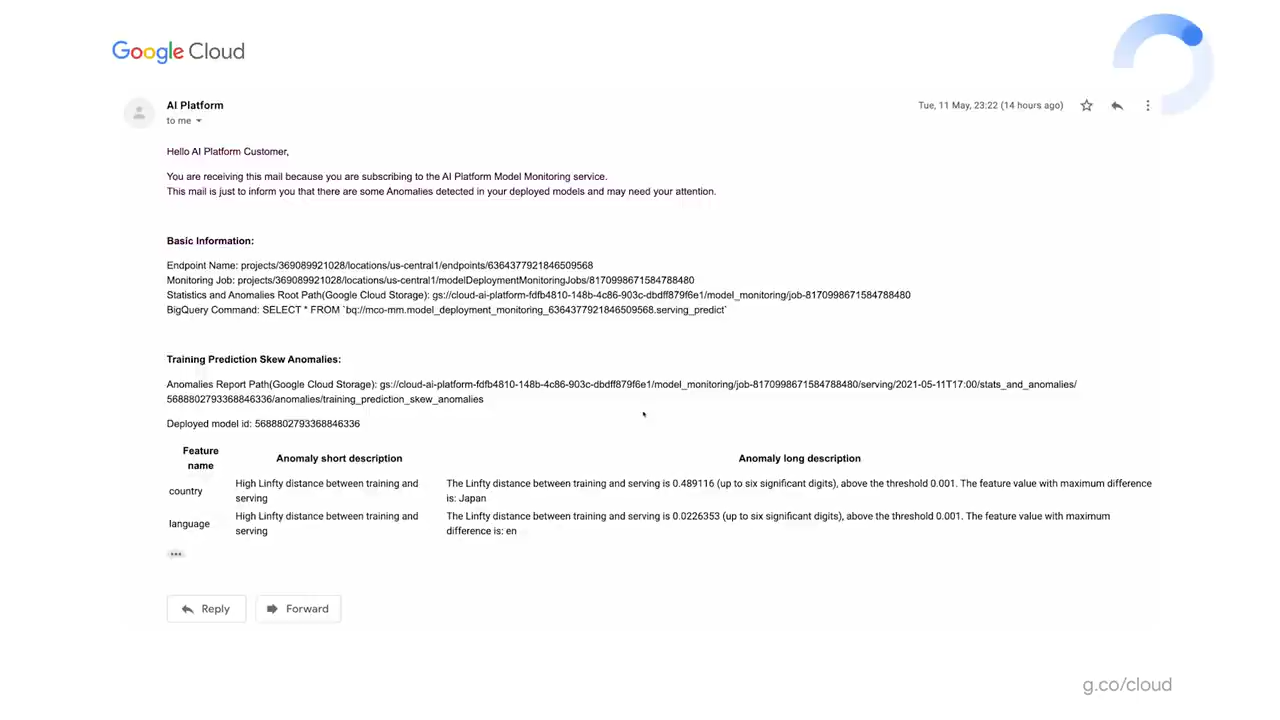 Google Cloud
AI Platform
Tue, 11 May, 23:22 (14 hours ago)
to me
Hello AI Platform Customer,
You are receiving this mail because you are subscribing to the AI Platform Model Monitoring service.
This mail is just to inform you that there are some Anomalies detected in your deployed models and may need your attention.
Basic Information:
Endpoint Name: projects/369089921028/locations/us-central1/endpoints/6364377921846509568
Monitoring Job: projects/369089921028/locations/us-central1/modelDeploymentMonitoringJobs/8170998671584788480
Statistics and Anomalies Root Path(Google Cloud Storage): gs://cloud-ai-platform-fdfb4810-148b-4c86-903c-dbdff879f6e1/model_monitoring/job-8170998671584788480
BigQuery Command: SELECT * FROM `bq://mco-mm.model_deployment_monitoring_6364377921846509568.serving_predict`
Training Prediction Skew Anomalies:
Anomalies Report Path(Google Cloud Storage): gs://cloud-ai-platform-fdfb4810-148b-4c86-903c-dbdff879f6e1/model_monitoring/job-8170998671584788480/serving/2021-05-11T17:00/stats_and_anomalies/
5688802793368846336/anomalies/training_prediction_skew_anomalies
Deployed model id: 5688802793368846336
Feature
name
Anomaly short description
Anomaly long description
country
High Linfty distance between training and
serving
The Linfty distance between training and serving is 0.489116 (up to six significant digits), above the threshold 0.001. The feature value with maximum difference
is: Japan
language
High Linfty distance between training and
serving
The Linfty distance between training and serving is 0.0226353 (up to six significant digits), above the threshold 0.001. The feature value with maximum
difference is: en
Reply
Forward
g.co/cloud